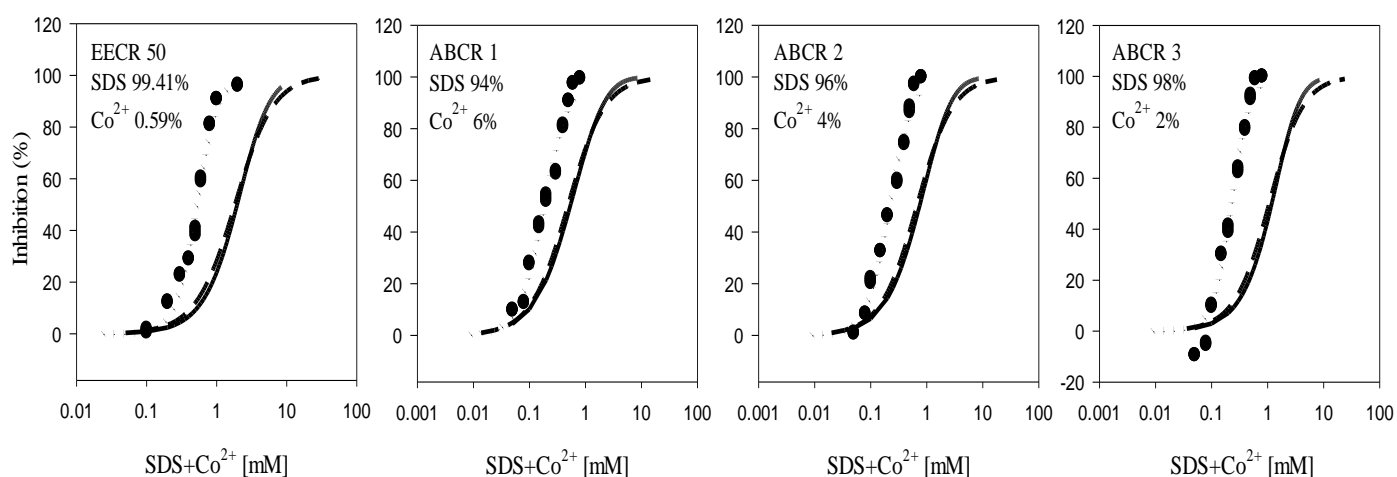 Inhibition (%)
120
100
80
60
40
20
0
EECR 50
SDS 99.41%
Co²⁺ 0.59%
0.01 0.1 1 10 100
SDS+Co²⁺ [mM]
120
100
80
60
40
20
0
ABCR 1
SDS 94%
Co²⁺ 6%
0.001 0.01 0.1 1 10 100
SDS+Co²⁺ [mM]
120
100
80
60
40
20
0
ABCR 2
SDS 96%
Co²⁺ 4%
0.001 0.01 0.1 1 10 100
SDS+Co²⁺ [mM]
120
100
80
60
40
20
0
-20
ABCR 3
SDS 98%
Co²⁺ 2%
0.001 0.01 0.1 1 10 100
SDS+Co²⁺ [mM]